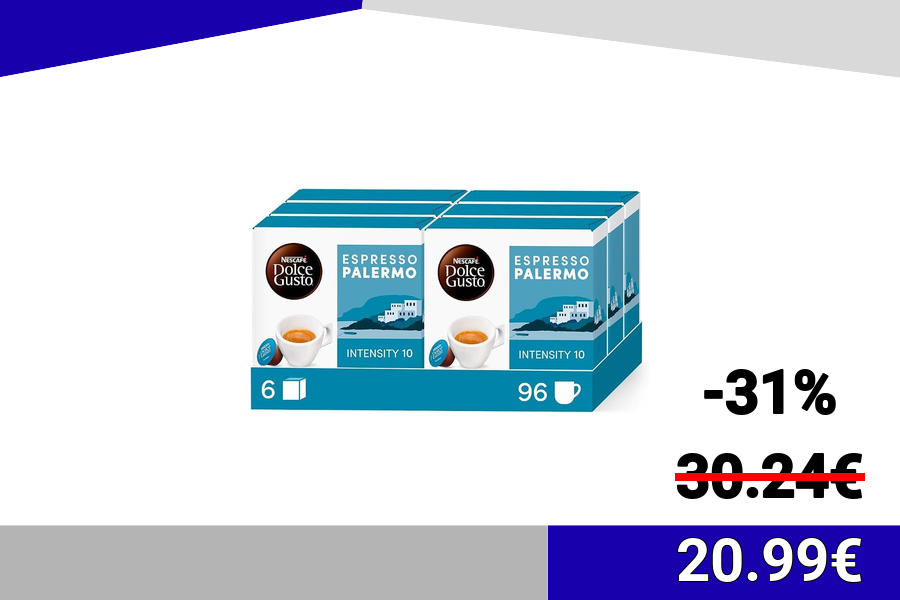 NESCAFÉ
Dolce
Gusto
ESPRESSO
PALERMO
INTENSITY 10
NESCAFÉ
Dolce
Gusto
ESPRESSO
PALERMO
INTENSITY 10
6
96
-31%
30.24€
20.99€